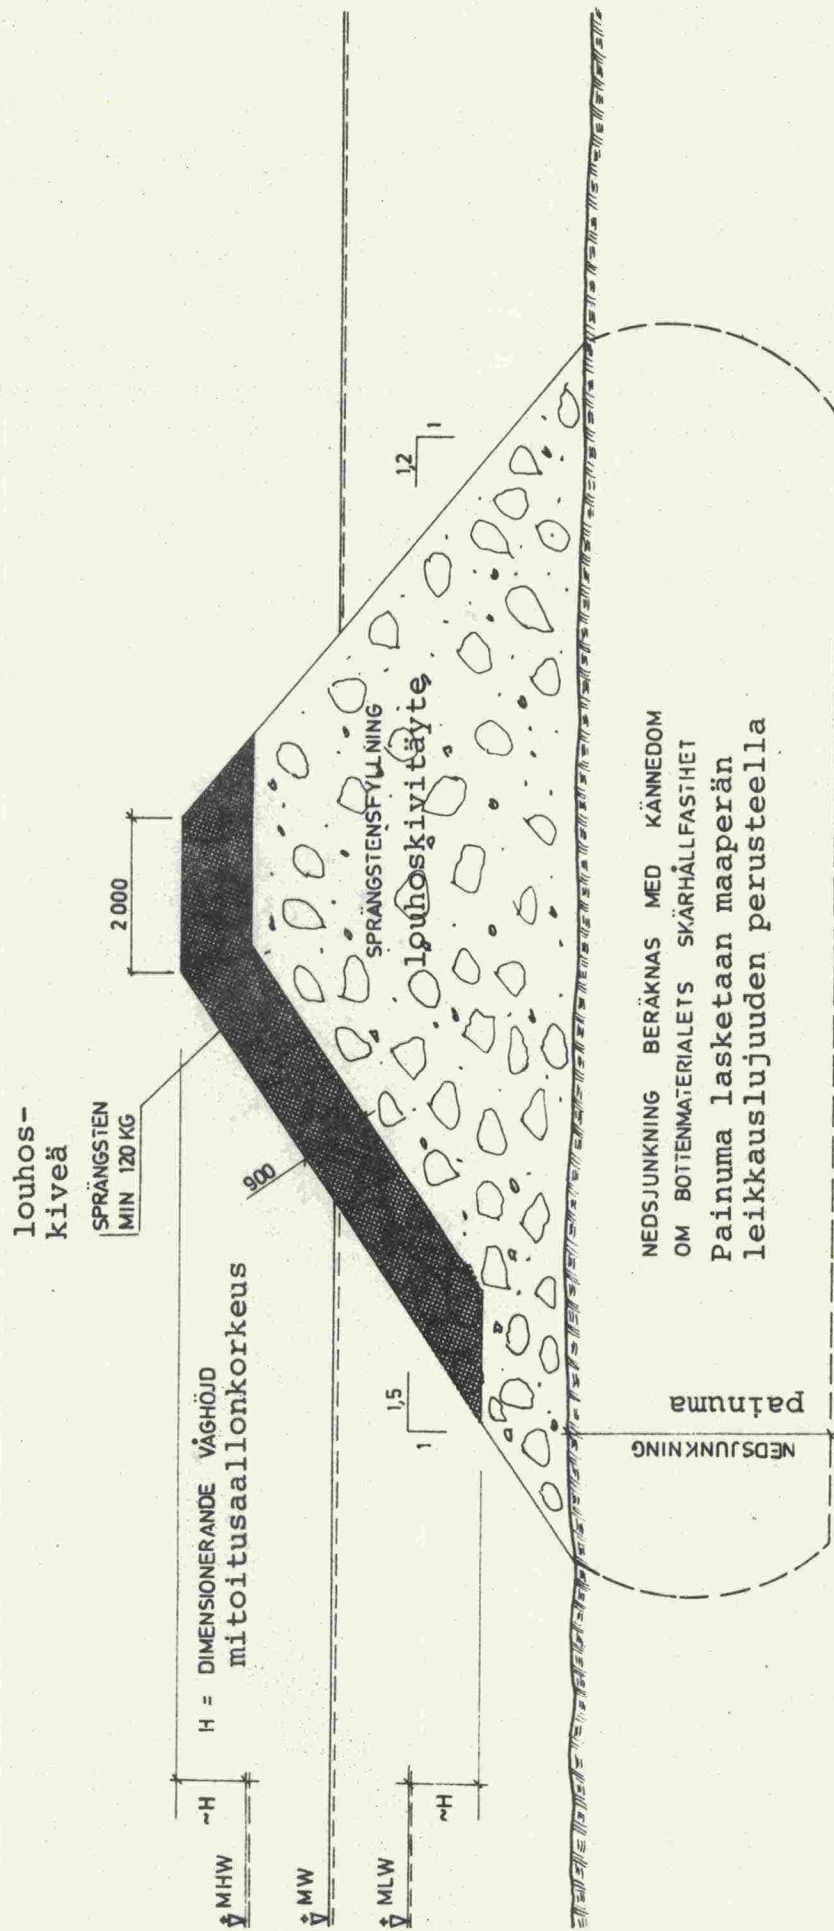 louhos-
kiveä
SPRÄNGSTEN
MIN 120 KG
2 000
900
H = DIMENSIONERANDE VÅGHÖJD
mitoitusaallonkorkeus
~H
MHW
MW
MLW
~H
1,5
1
1,2
1
SPRÄNGSTENSFYLLNING
louhoskivitäyte
NEDSJUNKNING BERÄKNAS MED KÄNNEDOM
OM BOTTENMATERIALETS SKÄRHÅLLFASTHET
Painuma lasketaan maaperän
leikkauslujuuden perusteella
painuma
NEDSJUNKNING